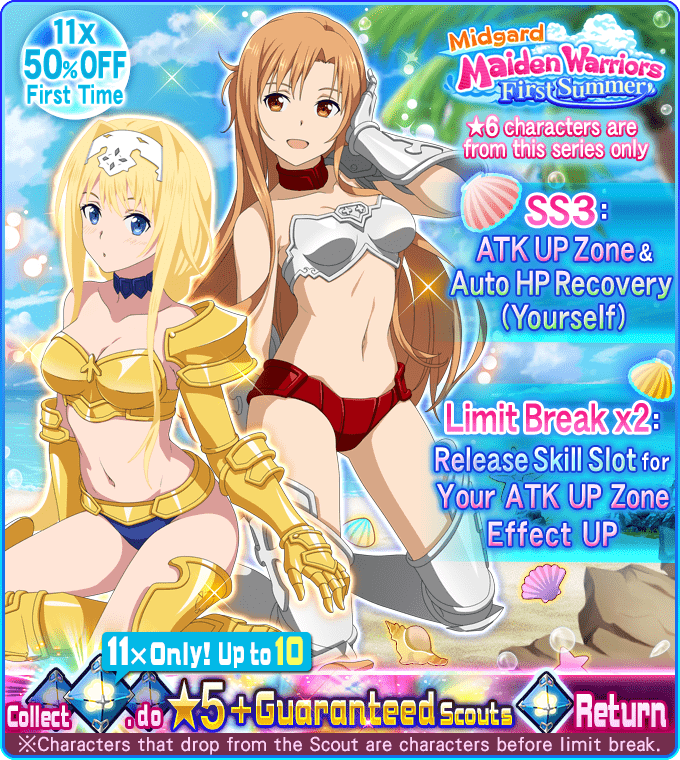 11x
50%OFF
First Time
Midgard
Maiden Warriors
First Summer
★6 characters are
from this series only
SS3:
ATK UP Zone &
Auto HP Recovery
(Yourself)
Limit Break x2:
Release Skill Slot for
Your ATK UP Zone
Effect UP
11×Only! Up to 10
Collect , do ★5+Guaranteed Scouts Return
※Characters that drop from the Scout are characters before limit break.